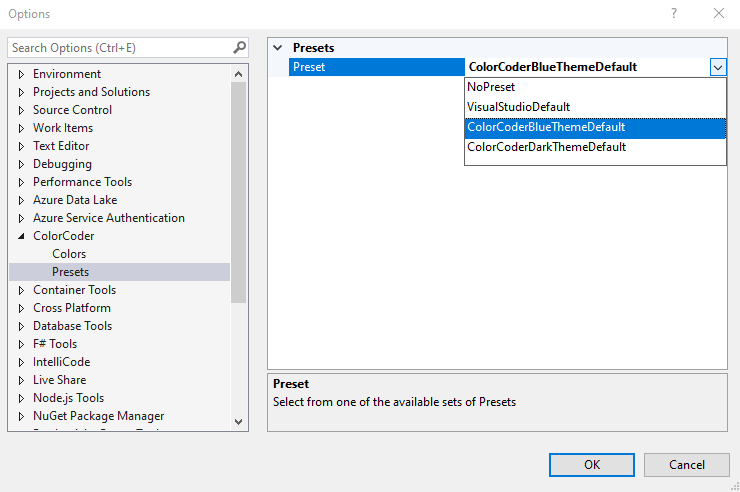 Options
?
Search Options (Ctrl+E)
Environment
Projects and Solutions
Source Control
Work Items
Text Editor
Debugging
Performance Tools
Azure Data Lake
Azure Service Authentication
ColorCoder
Colors
Presets
Container Tools
Cross Platform
Database Tools
F# Tools
IntelliCode
Live Share
Node.js Tools
NuGet Package Manager
Presets
Preset ColorCoderBlueThemeDefault
NoPreset
VisualStudioDefault
ColorCoderBlueThemeDefault
ColorCoderDarkThemeDefault
Preset
Select from one of the available sets of Presets
OK
Cancel